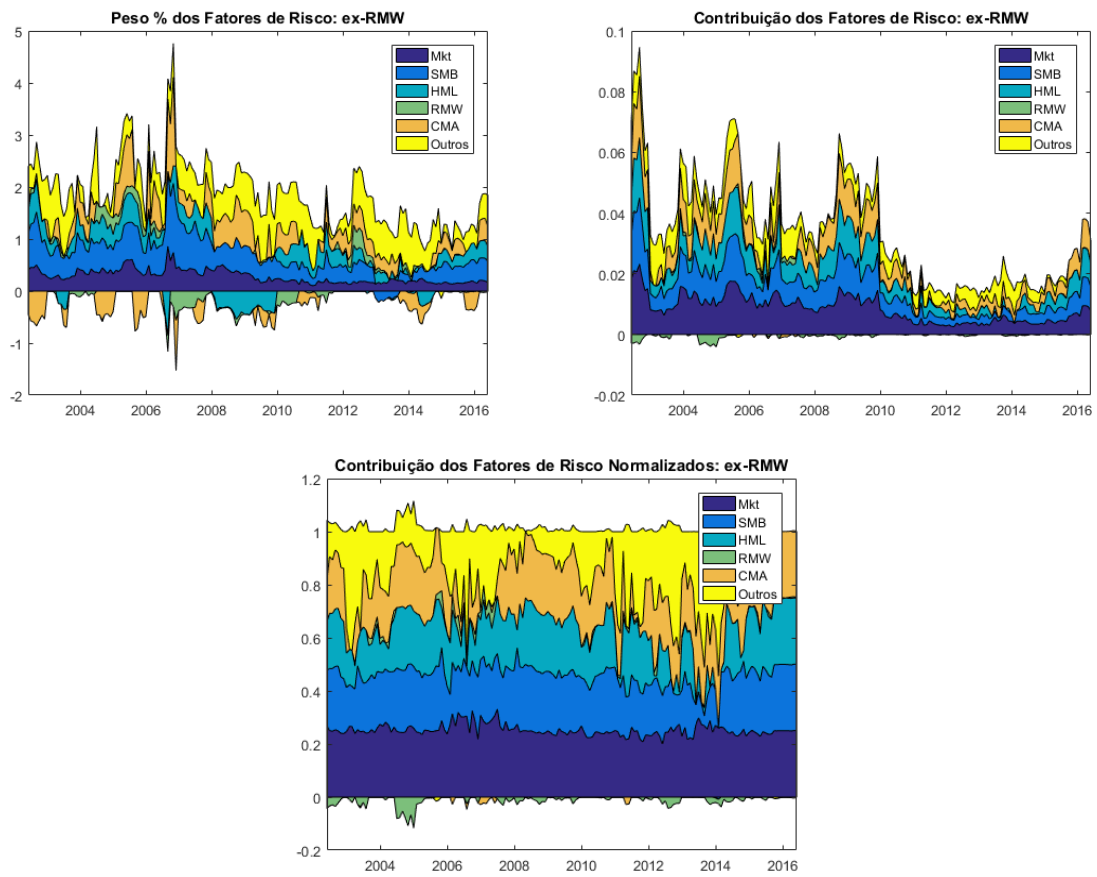 Peso % dos Fatores de Risco: ex-RMW
5
4
3
2
1
0
-1
-2
2004 2006 2008 2010 2012 2014 2016
Mkt
SMB
HML
RMW
CMA
Outros
Contribuição dos Fatores de Risco: ex-RMW
0.1
0.08
0.06
0.04
0.02
0
-0.02
2004 2006 2008 2010 2012 2014 2016
Mkt
SMB
HML
RMW
CMA
Outros
Contribuição dos Fatores de Risco Normalizados: ex-RMW
1.2
1
0.8
0.6
0.4
0.2
0
-0.2
2004 2006 2008 2010 2012 2014 2016
Mkt
SMB
HML
RMW
CMA
Outros